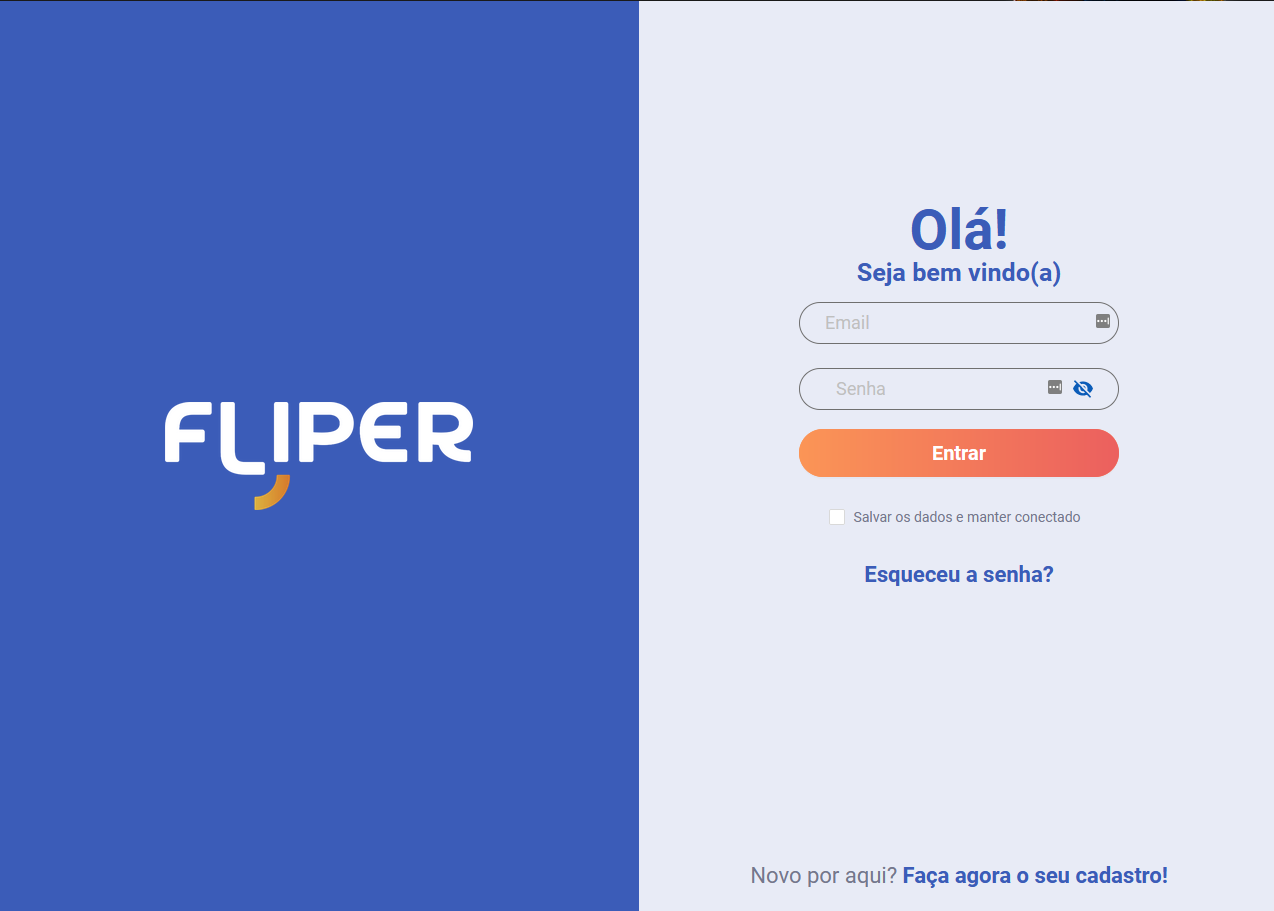 FLIPER
Olá!
Seja bem vindo(a)
Email
Senha
Entrar
Salvar os dados e manter conectado
Esqueceu a senha?
Novo por aqui? Faça agora o seu cadastro!